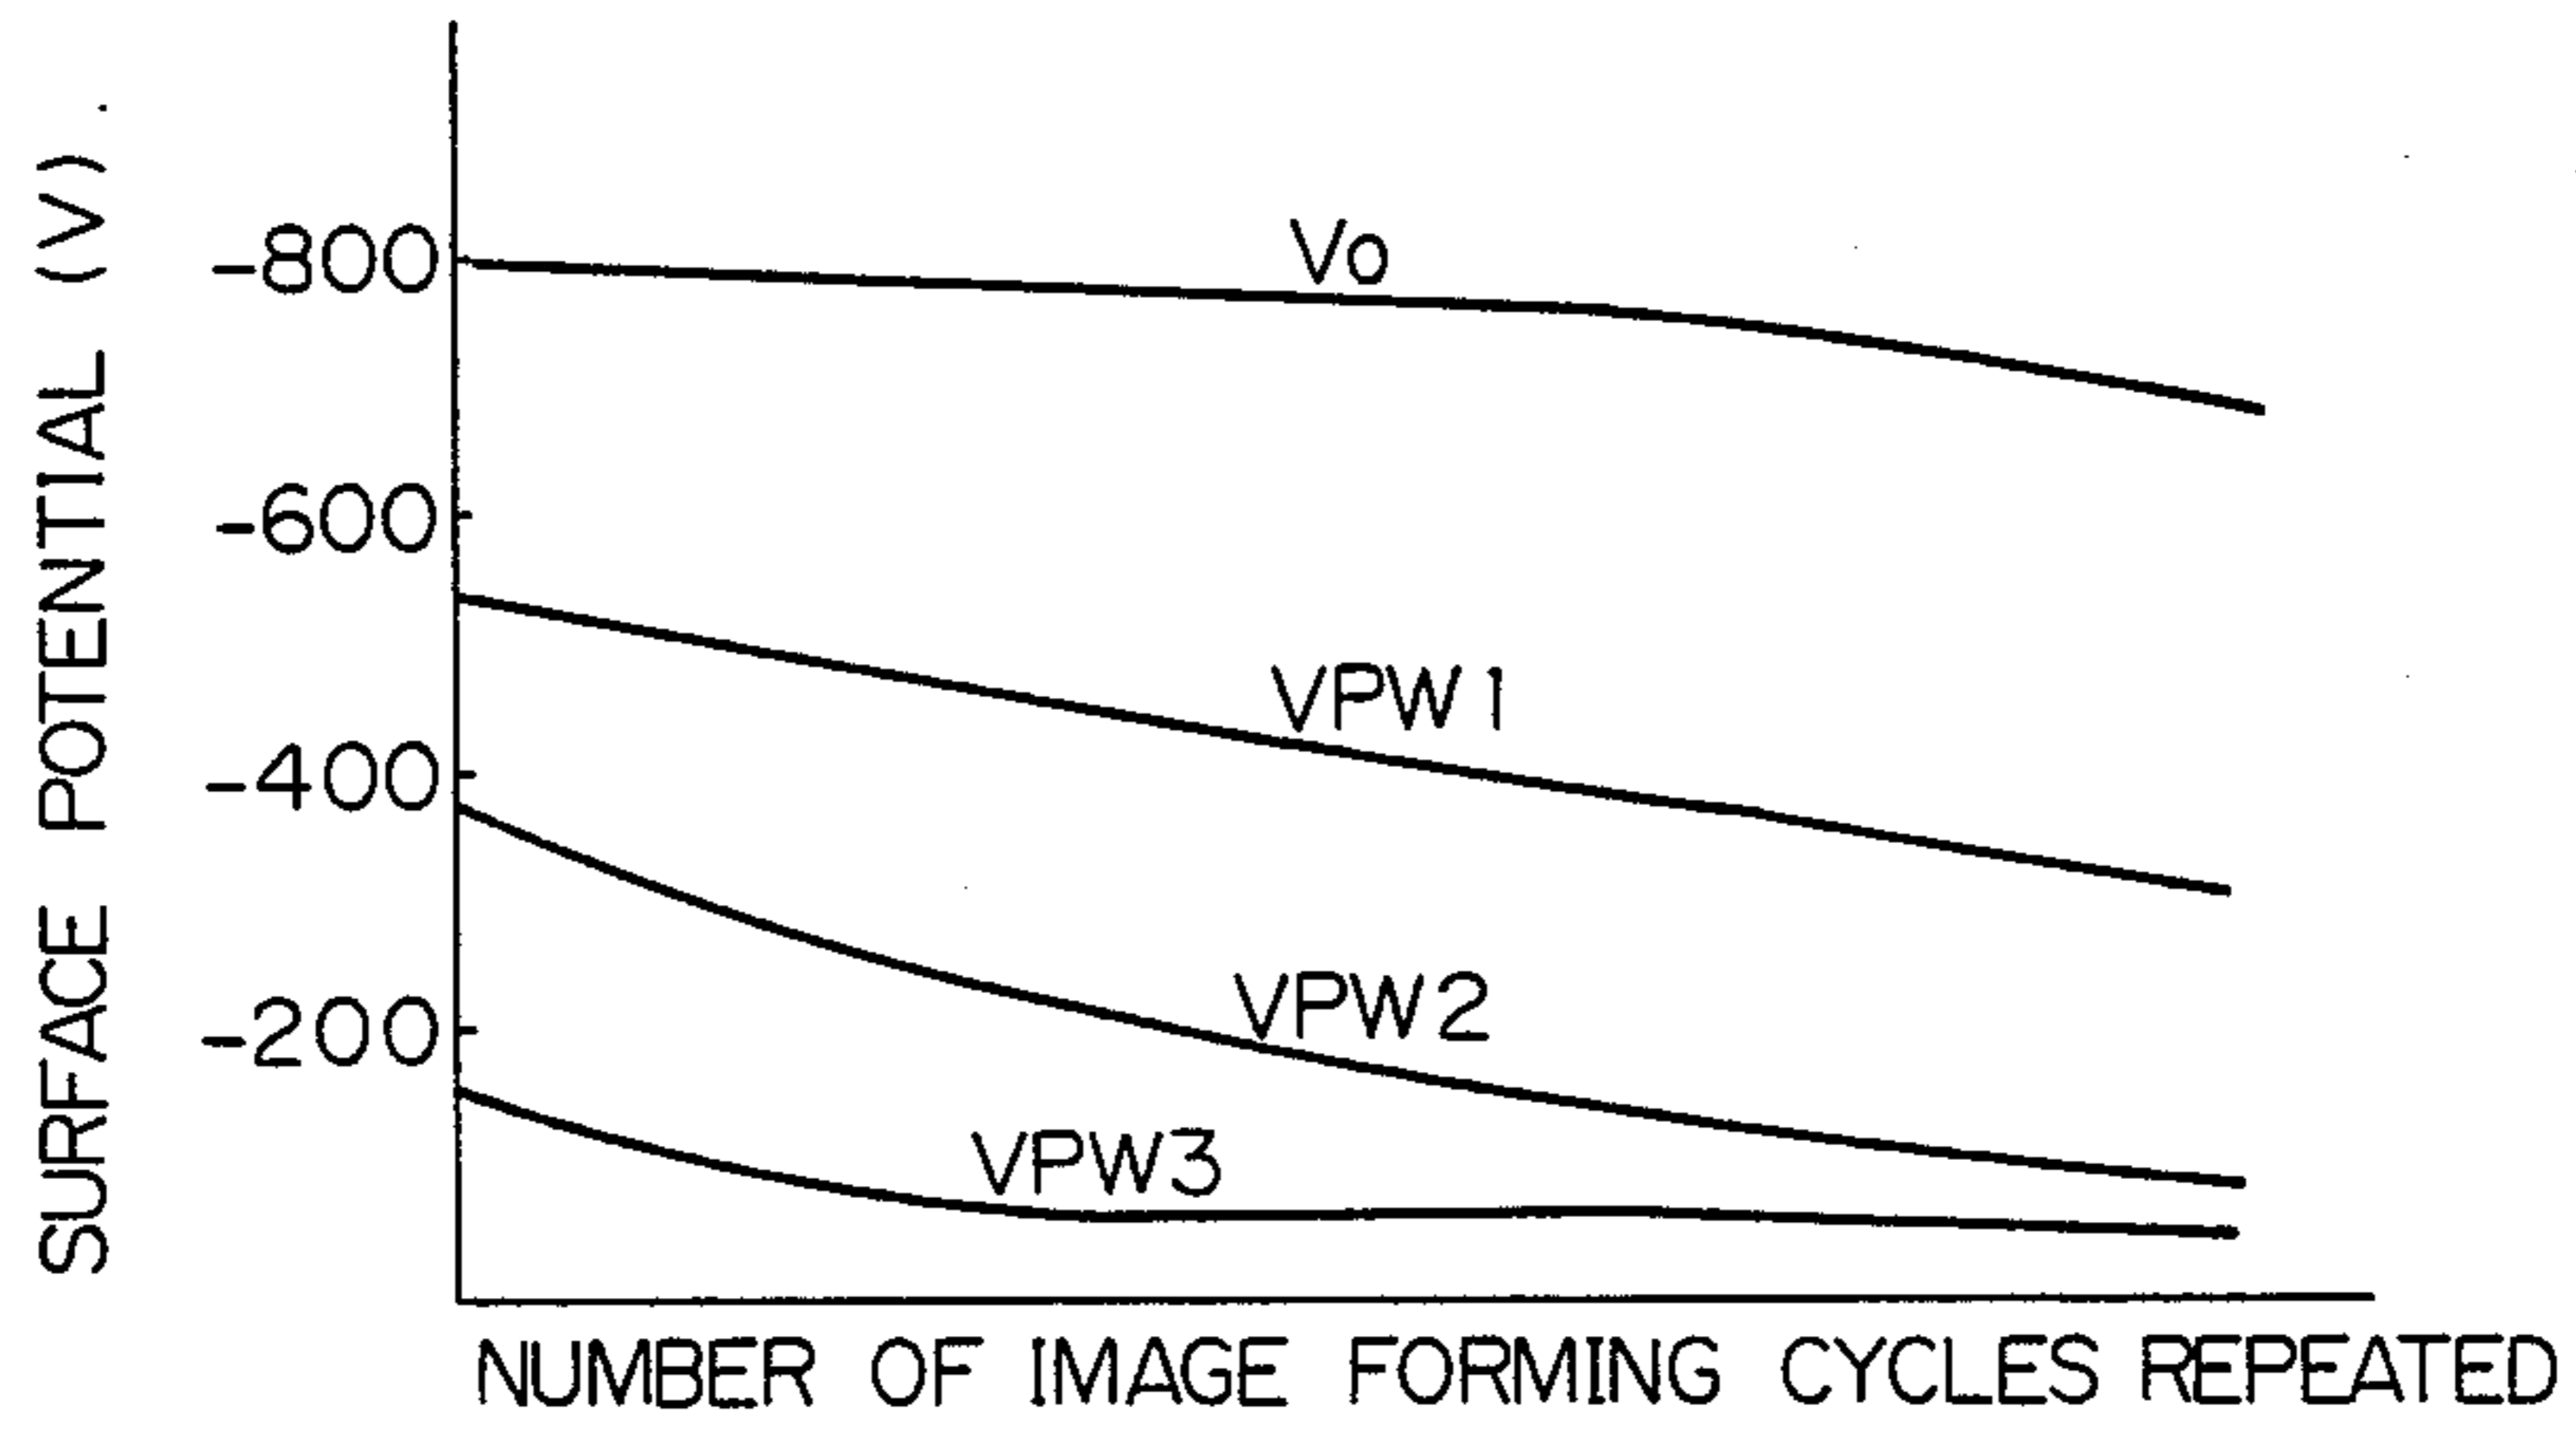 SURFACE POTENTIAL (V)
-800
-600
-400
-200
Vo
VPW1
VPW2
VPW3
NUMBER OF IMAGE FORMING CYCLES REPEATED